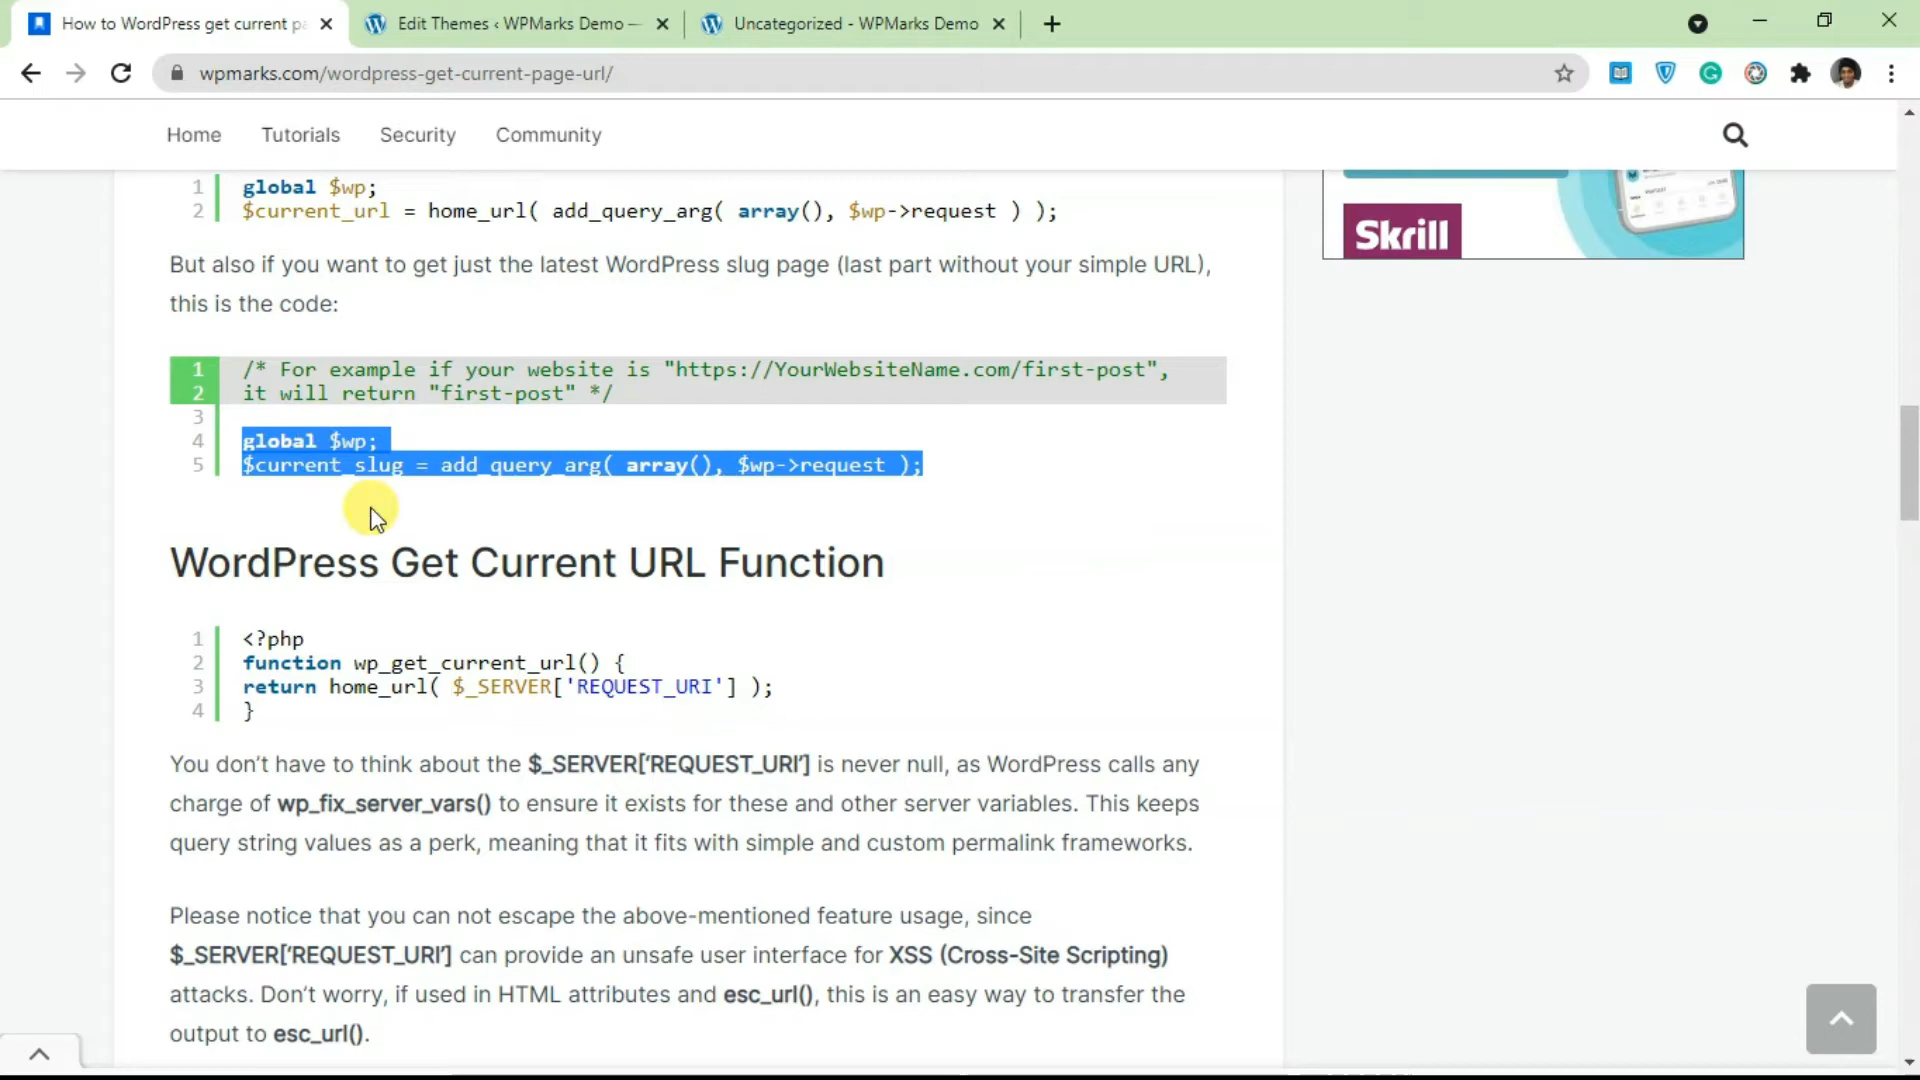 How to WordPress get current pa
Edit Themes ‹ WPMarks Demo —
Uncategorized - WPMarks Demo
wpmarks.com/wordpress-get-current-page-url/
Home Tutorials Security Community
1 global $wp;
2 $current_url = home_url( add_query_arg( array(), $wp->request ) );
Skrill
But also if you want to get just the latest WordPress slug page (last part without your simple URL),
this is the code:
1 /* For example if your website is "https://YourWebsiteName.com/first-post",
2 it will return "first-post" */
3
4 global $wp;
5 $current_slug = add_query_arg( array(), $wp->request );
WordPress Get Current URL Function
1 <?php
2 function wp_get_current_url() {
3 return home_url( $_SERVER['REQUEST_URI'] );
4 }
You don’t have to think about the $_SERVER[‘REQUEST_URI’] is never null, as WordPress calls any
charge of wp_fix_server_vars() to ensure it exists for these and other server variables. This keeps
query string values as a perk, meaning that it fits with simple and custom permalink frameworks.
Please notice that you can not escape the above-mentioned feature usage, since
$_SERVER[‘REQUEST_URI’] can provide an unsafe user interface for XSS (Cross-Site Scripting)
attacks. Don’t worry, if used in HTML attributes and esc_url(), this is an easy way to transfer the
output to esc_url().